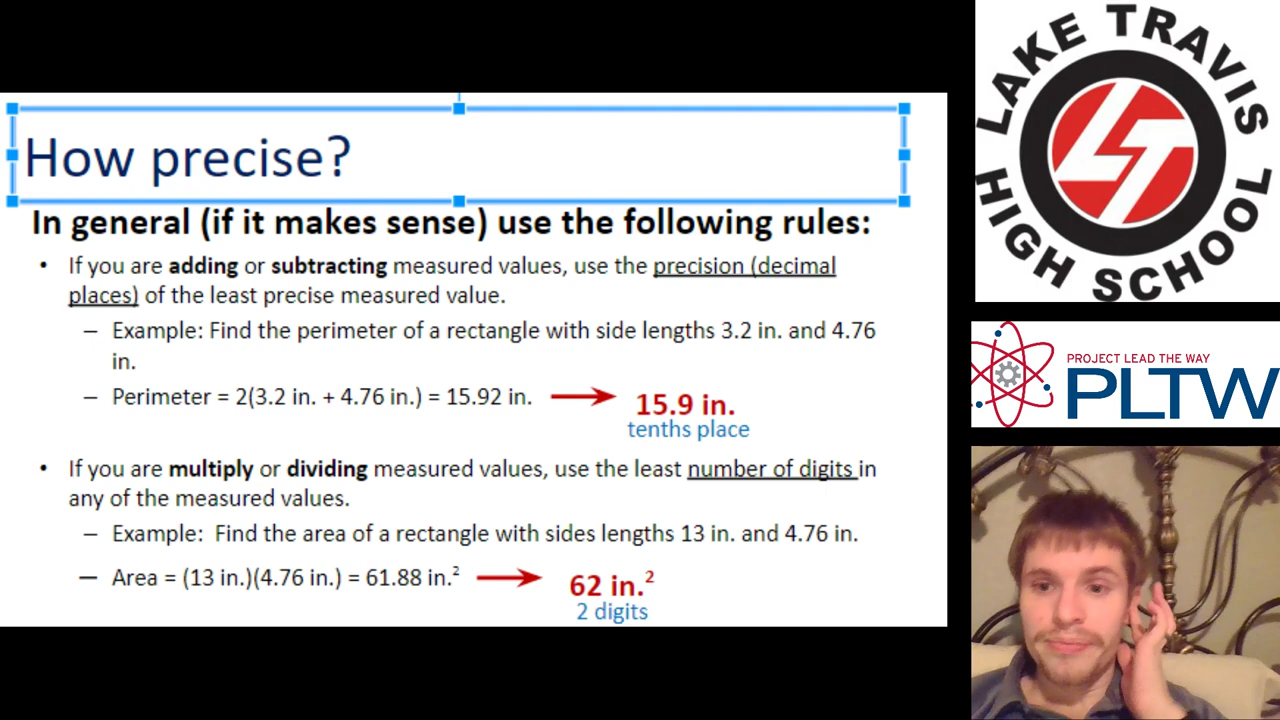 How precise?
In general (if it makes sense) use the following rules:
• If you are adding or subtracting measured values, use the precision (decimal
places) of the least precise measured value.
– Example: Find the perimeter of a rectangle with side lengths 3.2 in. and 4.76
in.
– Perimeter = 2(3.2 in. + 4.76 in.) = 15.92 in.
15.9 in.
tenths place
• If you are multiply or dividing measured values, use the least number of digits in
any of the measured values.
– Example: Find the area of a rectangle with sides lengths 13 in. and 4.76 in.
– Area = (13 in.)(4.76 in.) = 61.88 in.²
62 in.²
2 digits
LAKE TRAVIS
LT
HIGH SCHOOL
PROJECT LEAD THE WAY
PLTW